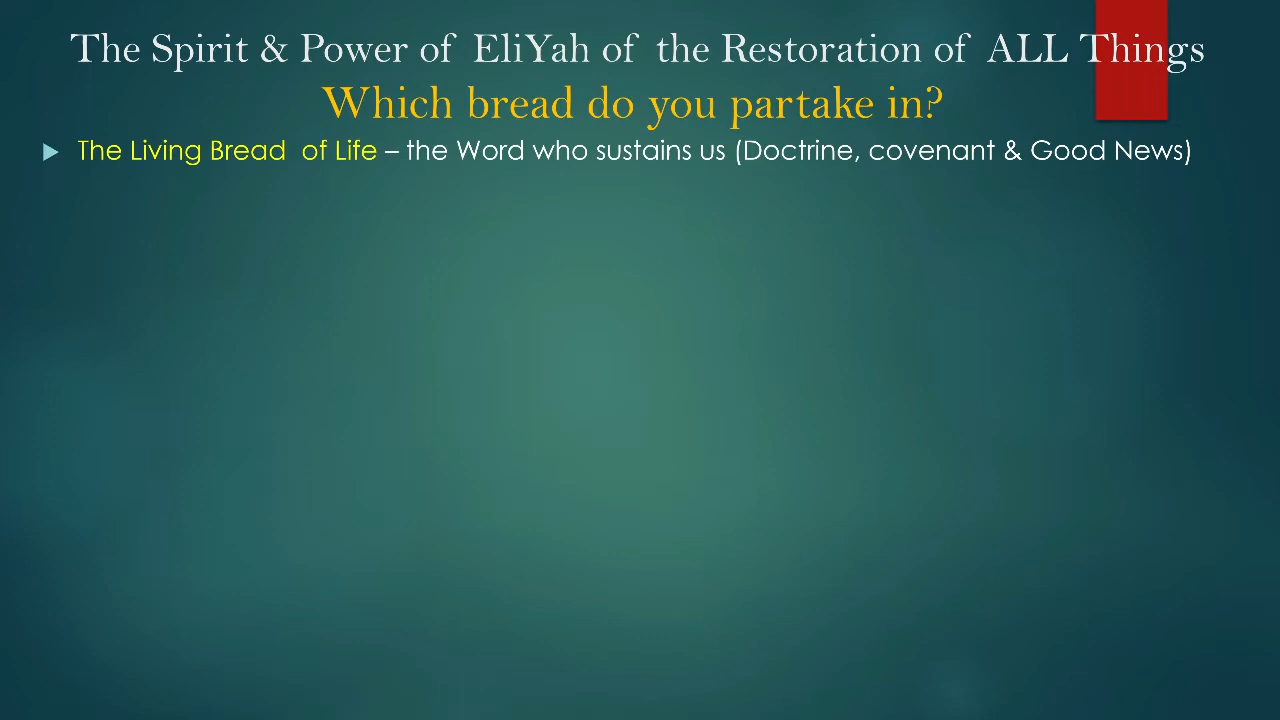 The Spirit & Power of EliYah of the Restoration of ALL Things
Which bread do you partake in?
The Living Bread of Life – the Word who sustains us (Doctrine, covenant & Good News)